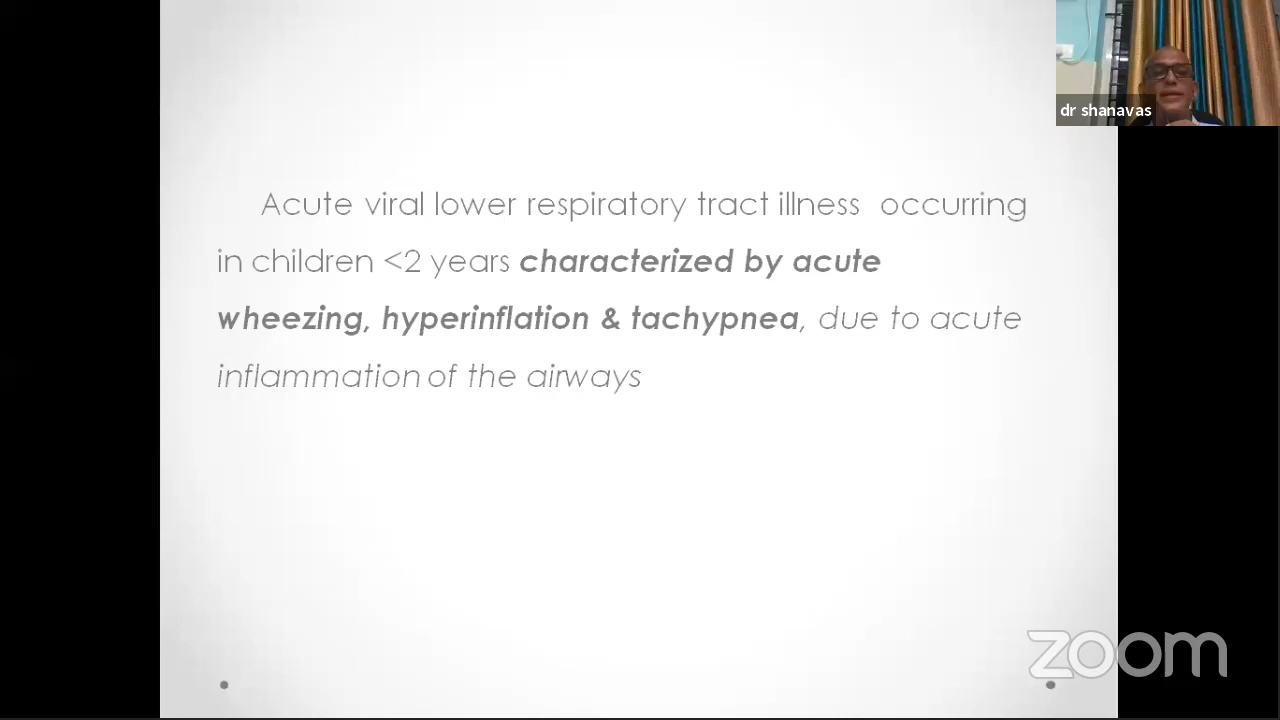 dr shanavas
Acute viral lower respiratory tract illness occurring
in children <2 years characterized by acute
wheezing, hyperinflation & tachypnea, due to acute
inflammation of the airways
zoom